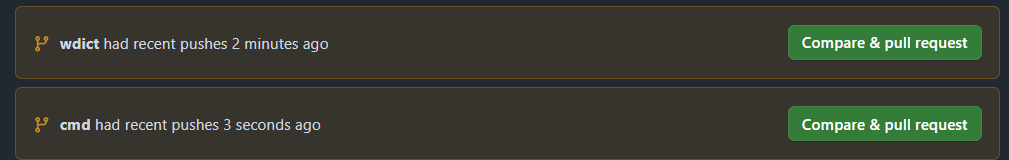 wdict had recent pushes 2 minutes ago
Compare & pull request
cmd had recent pushes 3 seconds ago
Compare & pull request